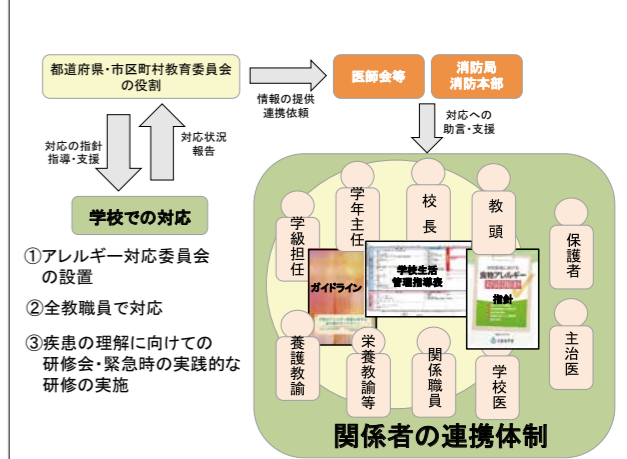 都道府県・市区町村教育委員会
の役割
情報の提供
連携依頼
医師会等
消防局
消防本部
対応の指針
指導・支援
対応状況
報告
対応への
助言・支援
学校での対応
①アレルギー対応委員会
の設置
②全教職員で対応
③疾患の理解に向けての
研修会・緊急時の実践的な
研修の実施
学級担任
学年主任
校長
教頭
保護者
ガイドライン
学校生活
管理指導表
食物アレルギー
指針
養護教諭
栄養教諭等
関係職員
学校医
主治医
関係者の連携体制